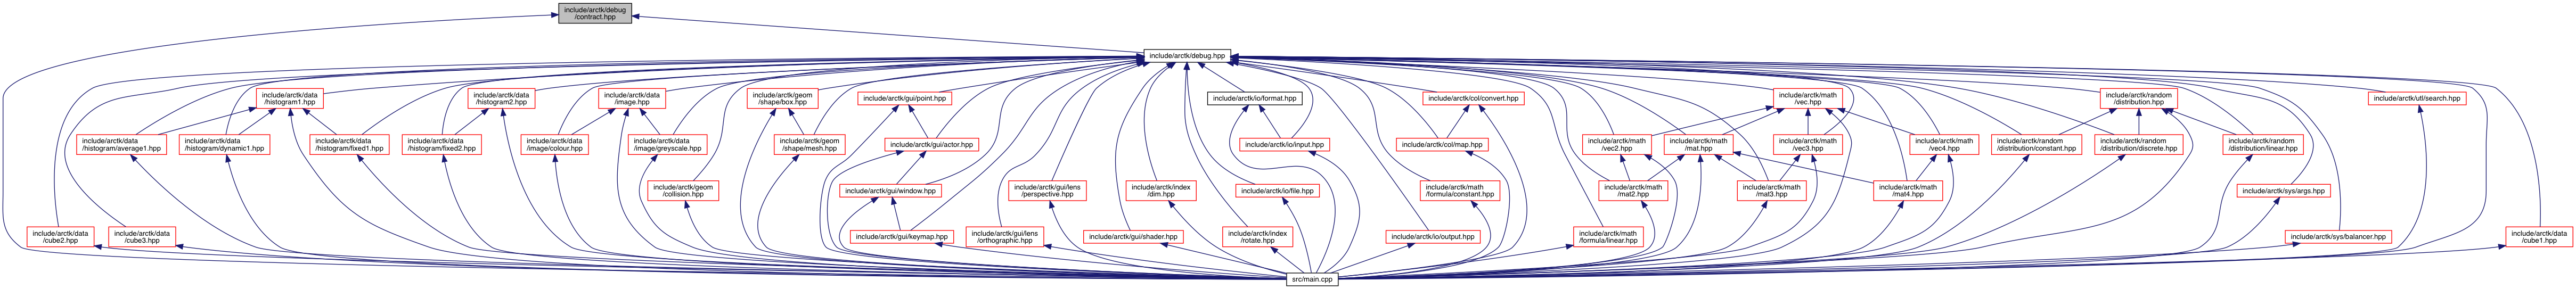 include/arctk/debug
/contract.hpp
include/arctk/debug.hpp
include/arctk/data
/histogram1.hpp
include/arctk/data
/histogram2.hpp
include/arctk/data
/image.hpp
include/arctk/geom
/shape/box.hpp
include/arctk/gui/point.hpp
include/arctk/io/format.hpp
include/arctk/col/convert.hpp
include/arctk/math
/vec.hpp
include/arctk/random
/distribution.hpp
include/arctk/utl/search.hpp
include/arctk/data
/histogram/average1.hpp
include/arctk/data
/histogram/dynamic1.hpp
include/arctk/data
/histogram/fixed1.hpp
include/arctk/data
/histogram/fixed2.hpp
include/arctk/data
/image/colour.hpp
include/arctk/data
/image/greyscale.hpp
include/arctk/geom
/shape/mesh.hpp
include/arctk/gui/actor.hpp
include/arctk/io/input.hpp
include/arctk/col/map.hpp
include/arctk/math
/vec2.hpp
include/arctk/math
/mat.hpp
include/arctk/math
/vec3.hpp
include/arctk/math
/vec4.hpp
include/arctk/random
/distribution/constant.hpp
include/arctk/random
/distribution/discrete.hpp
include/arctk/random
/distribution/linear.hpp
include/arctk/geom
/collision.hpp
include/arctk/gui/window.hpp
include/arctk/gui/lens
/perspective.hpp
include/arctk/index
/dim.hpp
include/arctk/io/file.hpp
include/arctk/math
/formula/constant.hpp
include/arctk/math
/mat2.hpp
include/arctk/math
/mat3.hpp
include/arctk/math
/mat4.hpp
include/arctk/sys/args.hpp
include/arctk/data
/cube2.hpp
include/arctk/data
/cube3.hpp
include/arctk/gui/keymap.hpp
include/arctk/gui/lens
/orthographic.hpp
include/arctk/gui/shader.hpp
include/arctk/index
/rotate.hpp
include/arctk/io/output.hpp
include/arctk/math
/formula/linear.hpp
include/arctk/sys/balancer.hpp
include/arctk/data
/cube1.hpp
src/main.cpp